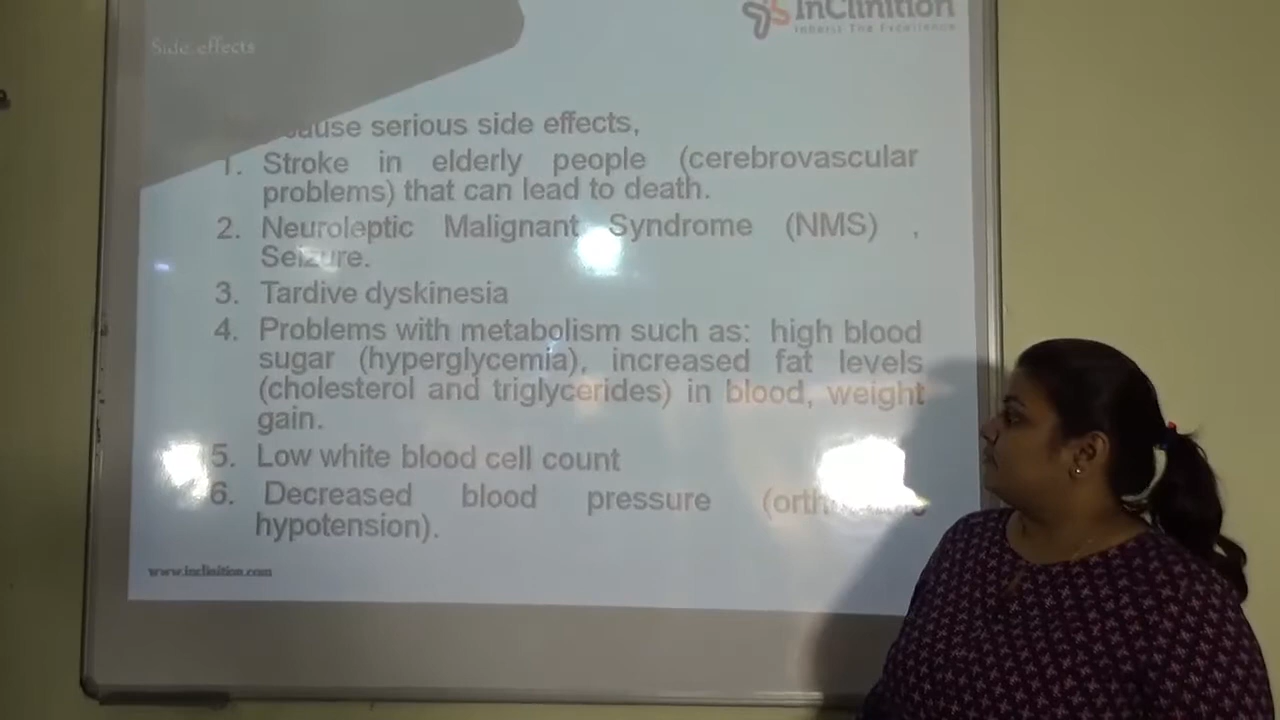 InClinition
Inherit The Excellence
Side effects
cause serious side effects,
1. Stroke in elderly people (cerebrovascular
problems) that can lead to death.
2. Neuroleptic Malignant Syndrome (NMS) ,
Seizure.
3. Tardive dyskinesia
4. Problems with metabolism such as: high blood
sugar (hyperglycemia), increased fat levels
(cholesterol and triglycerides) in blood, weight
gain.
5. Low white blood cell count
6. Decreased blood pressure
hypotension).
www.inclinition.com